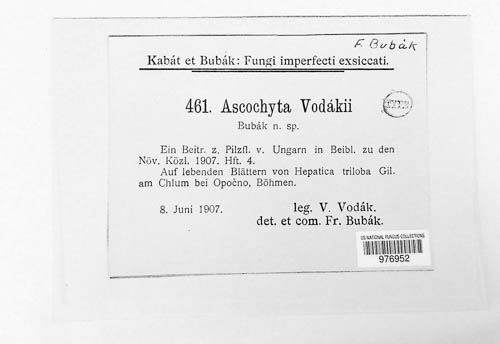 F. Bubák
Kabát et Bubák: Fungi imperfecti exsiccati.
461. Ascochyta Vodákii
Bubák n. sp.
Ein Beitr. z. Pilzfl. v. Ungarn in Beibl. zu den
Növ. Közl. 1907. Hft. 4.
Auf lebenden Blättern von Hepatica triloba Gil.
am Chlum bei Opočno, Böhmen.
8. Juni 1907.
leg. V. Vodák.
det. et com. Fr. Bubák.
US NATIONAL FUNGUS COLLECTIONS
976952